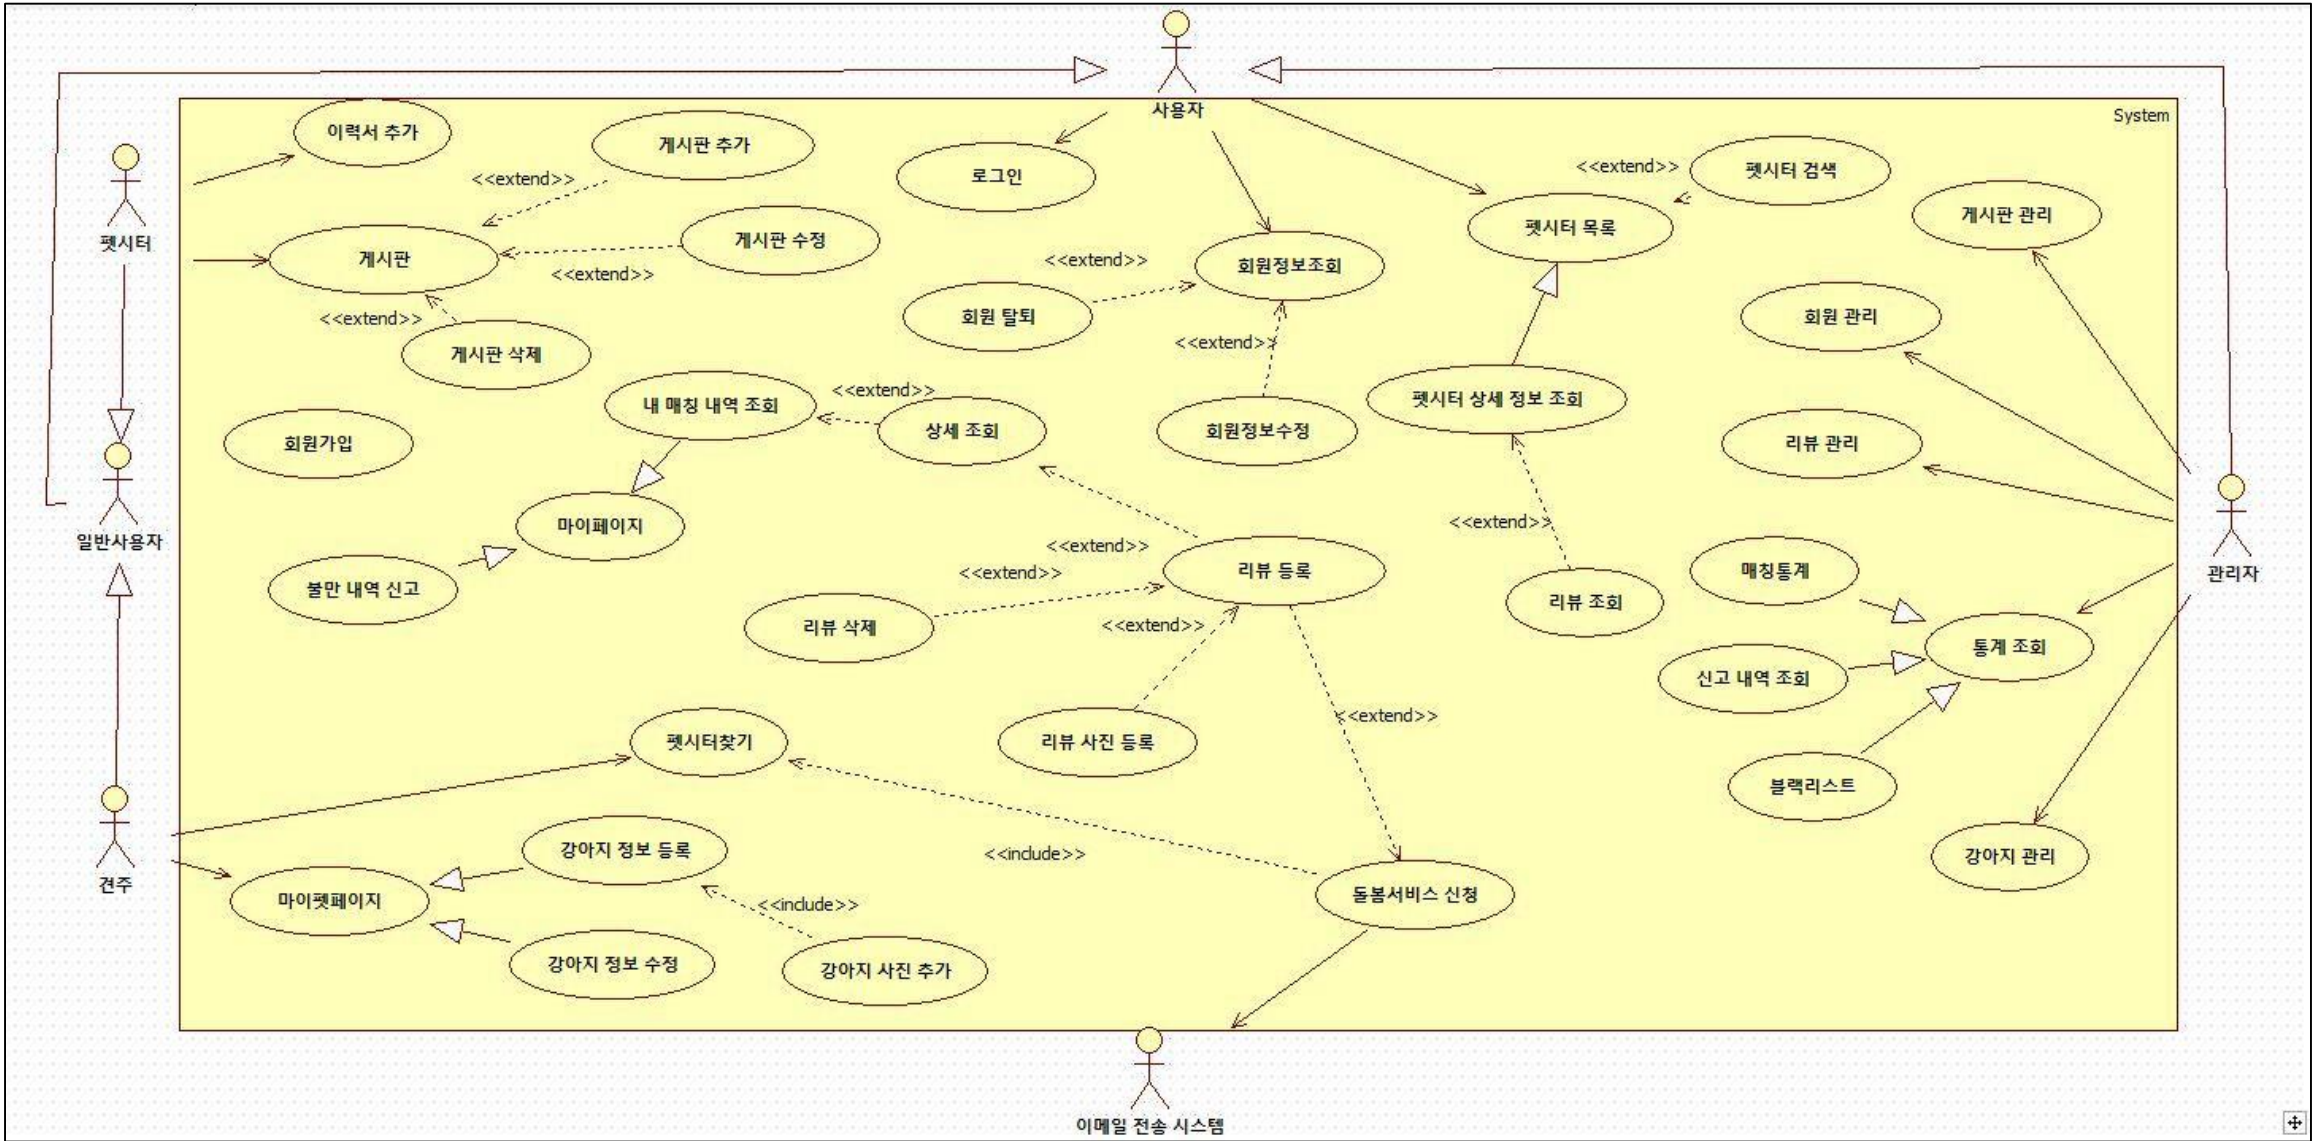 사용자
System
이력서 추가
게시판 추가
<<extend>>
로그인
<<extend>>
펫시터 검색
게시판 관리
펫시터
게시판
게시판 수정
<<extend>>
<<extend>>
회원정보조회
펫시터 목록
<<extend>>
게시판 삭제
회원 탈퇴
<<extend>>
회원 관리
내 매칭 내역 조회
<<extend>>
상세 조회
회원정보수정
펫시터 상세 정보 조회
회원가입
리뷰 관리
일반사용자
마이페이지
<<extend>>
<<extend>>
<<extend>>
불만 내역 신고
리뷰 등록
리뷰 조회
매칭통계
관리자
리뷰 삭제
<<extend>>
통계 조회
신고 내역 조회
펫시터찾기
리뷰 사진 등록
<<extend>>
블랙리스트
강아지 정보 등록
<<include>>
강아지 관리
견주
마이펫페이지
<<include>>
돌봄서비스 신청
강아지 정보 수정
강아지 사진 추가
이메일 전송 시스템